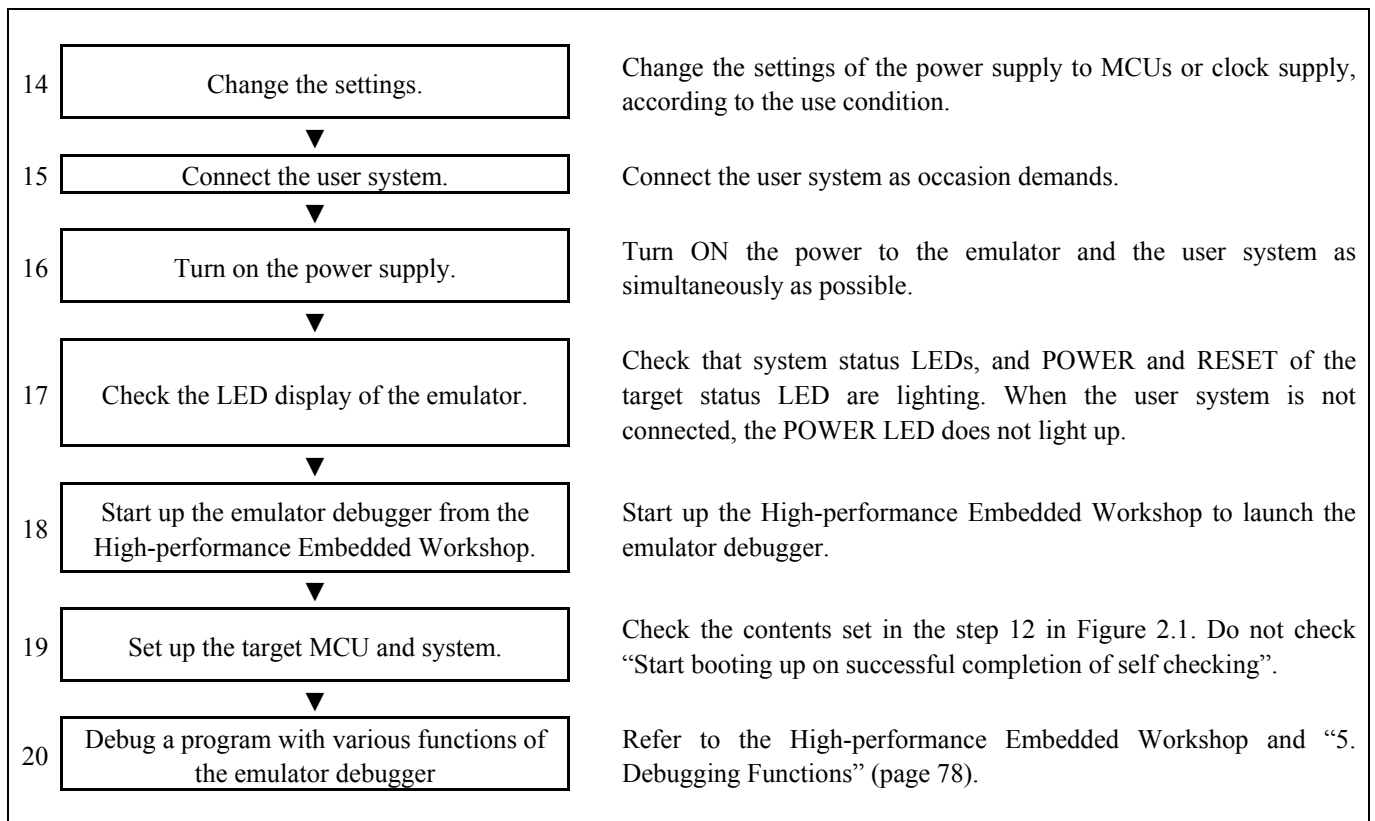 14
Change the settings.
Change the settings of the power supply to MCUs or clock supply,
according to the use condition.
▼
15
Connect the user system.
Connect the user system as occasion demands.
▼
16
Turn on the power supply.
Turn ON the power to the emulator and the user system as
simultaneously as possible.
▼
17
Check the LED display of the emulator.
Check that system status LEDs, and POWER and RESET of the
target status LED are lighting. When the user system is not
connected, the POWER LED does not light up.
▼
18
Start up the emulator debugger from the
High-performance Embedded Workshop.
Start up the High-performance Embedded Workshop to launch the
emulator debugger.
▼
19
Set up the target MCU and system.
Check the contents set in the step 12 in Figure 2.1. Do not check
“Start booting up on successful completion of self checking”.
▼
20
Debug a program with various functions of
the emulator debugger
Refer to the High-performance Embedded Workshop and “5.
Debugging Functions” (page 78).